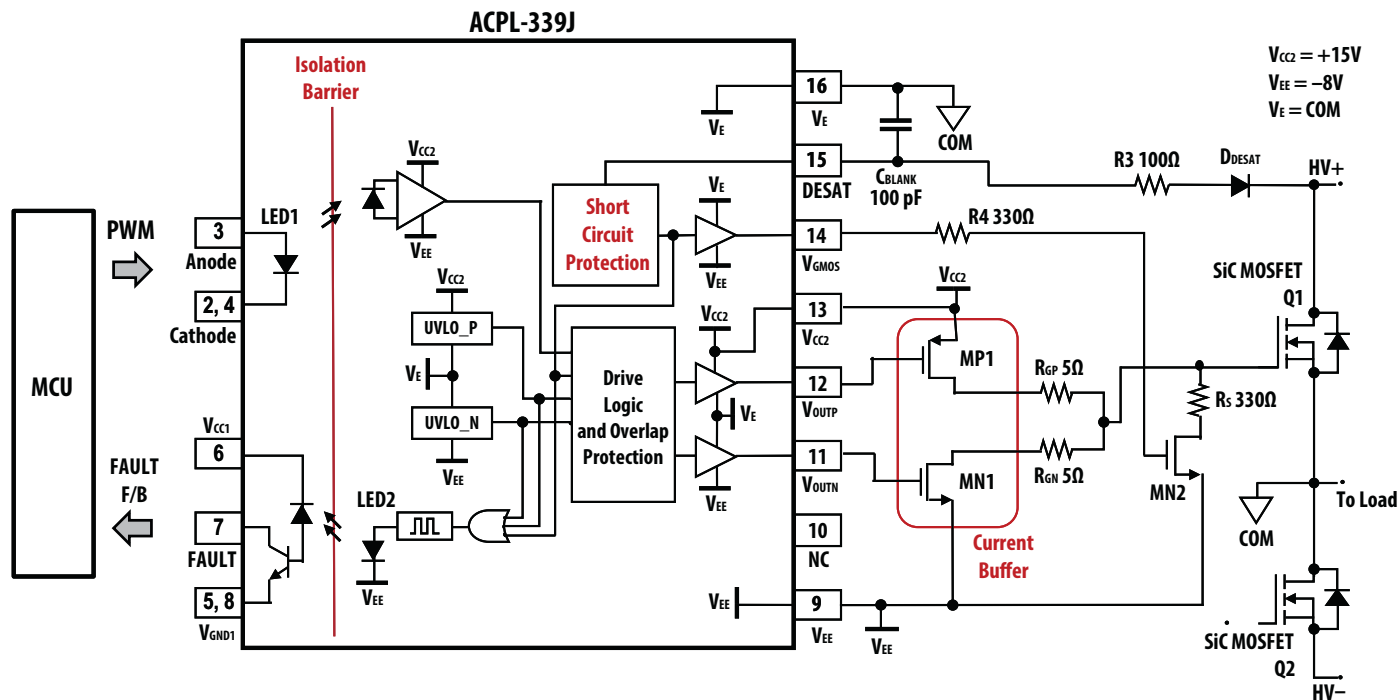 ACPL-339J
VCC2 = +15V
VEE = –8V
VE = COM
Isolation
Barrier
16
VE
VE
COM
CBLANK
100 pF
15
DESAT
R3 100Ω
DDESAT
HV+
VCC2
VEE
Short
Circuit
Protection
VE
VEE
14
VGMOS
R4 330Ω
SiC MOSFET
Q1
MCU
PWM
3
Anode
LED1
2, 4
Cathode
VCC2
UVLO_P
VE
UVLO_N
VEE
Drive
Logic
and Overlap
Protection
VCC2
VE
VEE
13
VCC2
VCC2
12
VOUTP
MP1
RGP 5Ω
RS 330Ω
11
VOUTN
MN1
RGN 5Ω
MN2
Current
Buffer
10
NC
VCC1
6
FAULT
F/B
7
FAULT
5, 8
VGND1
LED2
VEE
VEE
9
VEE
VEE
COM
To Load
SiC MOSFET
Q2
HV–